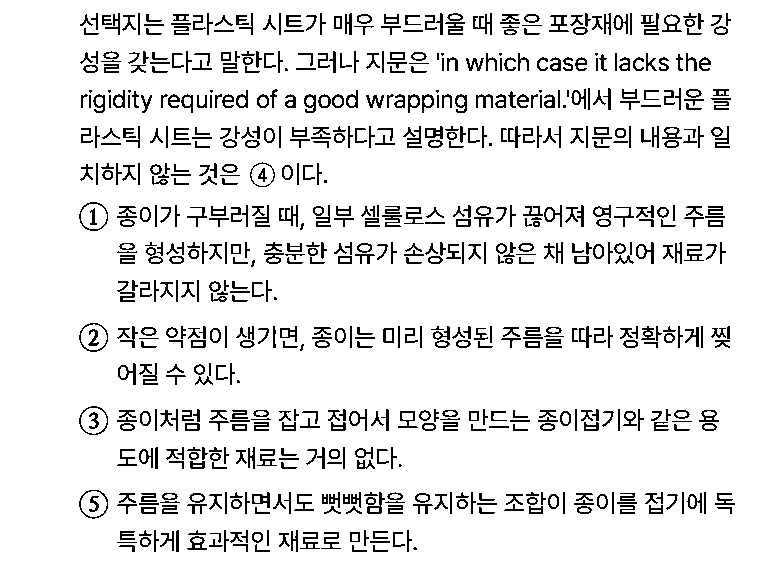 선택지는 플라스틱 시트가 매우 부드러울 때 좋은 포장재에 필요한 강
성을 갖는다고 말한다. 그러나 지문은 'in which case it lacks the
rigidity required of a good wrapping material.'에서 부드러운 플
라스틱 시트는 강성이 부족하다고 설명한다. 따라서 지문의 내용과 일
치하지 않는 것은 ④ 이다.
① 종이가 구부러질 때, 일부 셀룰로스 섬유가 끊어져 영구적인 주름
을 형성하지만, 충분한 섬유가 손상되지 않은 채 남아있어 재료가
갈라지지 않는다.
② 작은 약점이 생기면, 종이는 미리 형성된 주름을 따라 정확하게 찢
어질 수 있다.
③ 종이처럼 주름을 잡고 접어서 모양을 만드는 종이접기와 같은 용
도에 적합한 재료는 거의 없다.
⑤ 주름을 유지하면서도 뻣뻣함을 유지하는 조합이 종이를 접기에 독
특하게 효과적인 재료로 만든다.